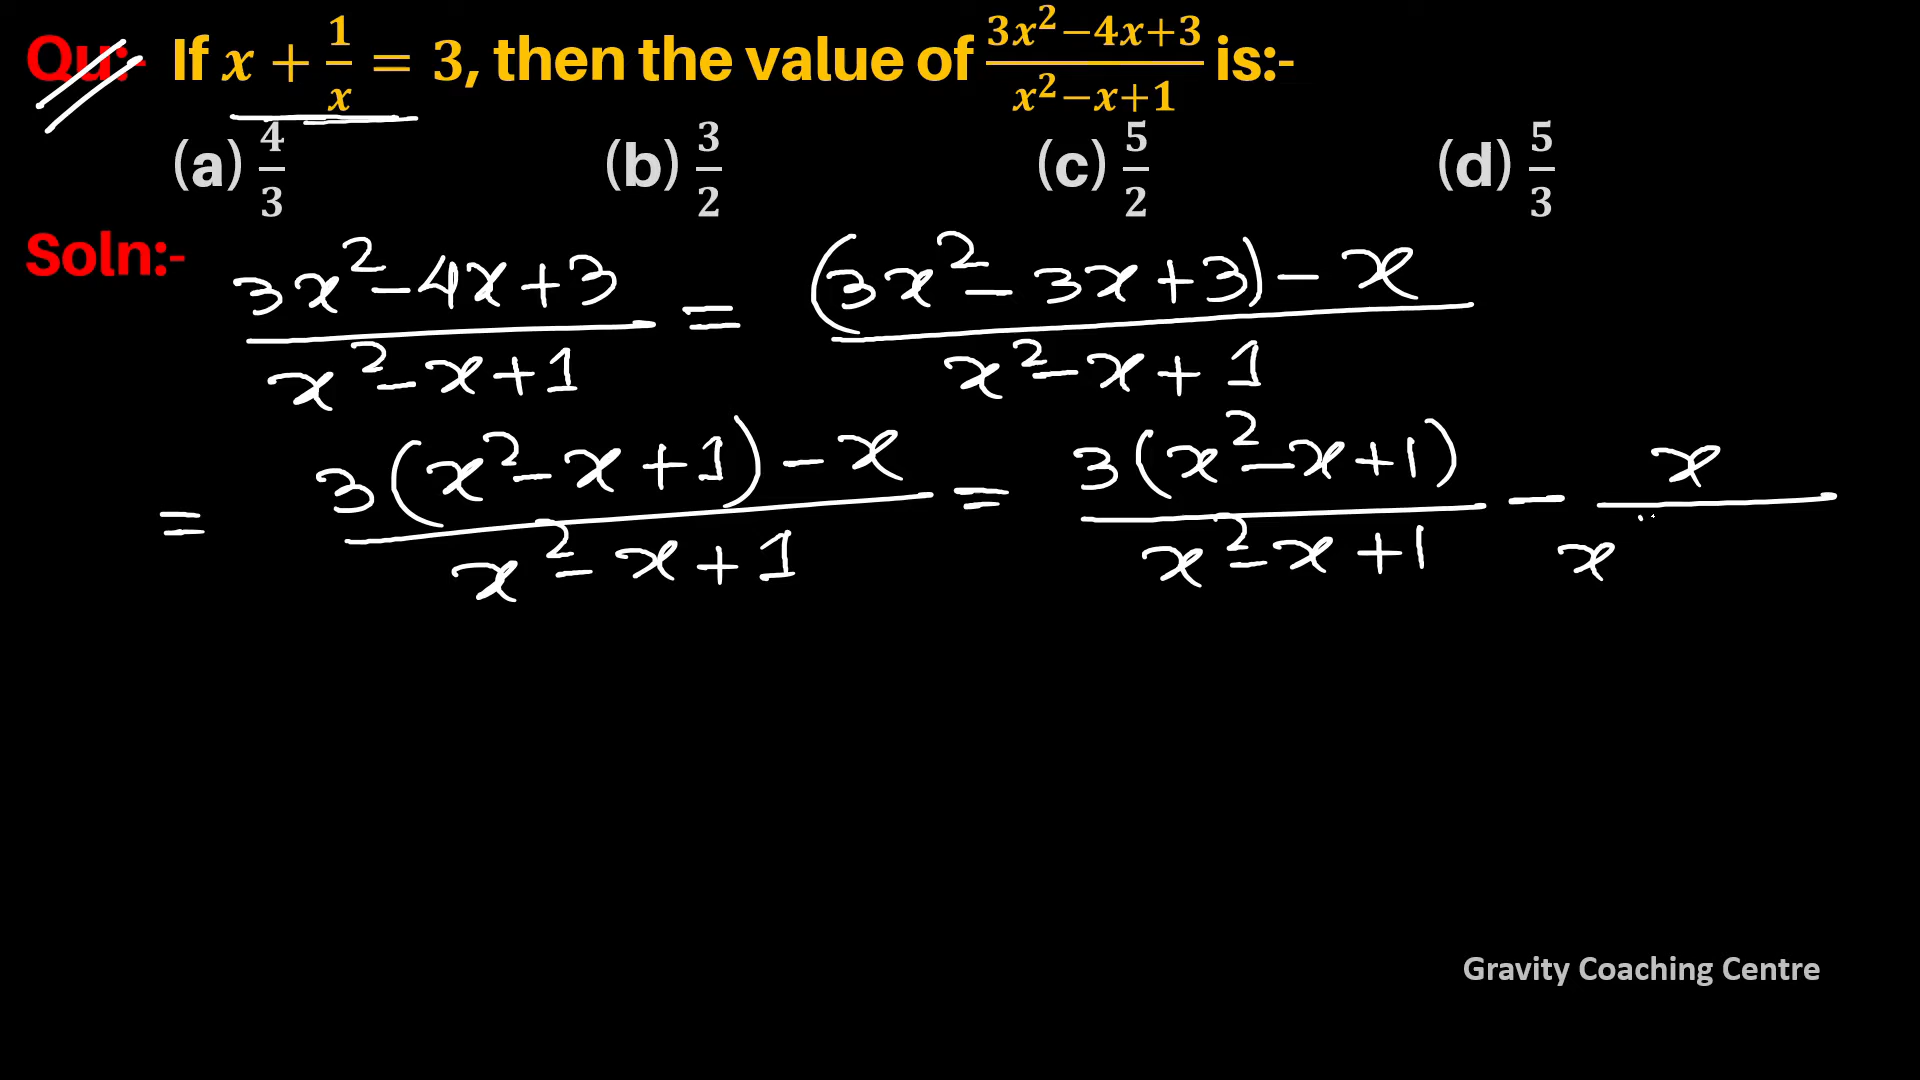 Qu:- If x + 1/x = 3, then the value of (3x²−4x+3)/(x²−x+1) is:-
(a) 4/3 (b) 3/2 (c) 5/2 (d) 5/3
Soln:- (3x²−4x+3)/(x²−x+1) = ((3x²−3x+3)−x)/(x²−x+1)
= (3(x²−x+1)−x)/(x²−x+1) = 3(x²−x+1)/(x²−x+1) − x/x
Gravity Coaching Centre